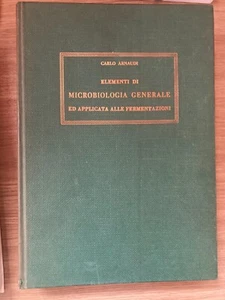 CARLO ARNAUDI
ELEMENTI DI
MICROBIOLOGIA GENERALE
ED APPLICATA ALLE FERMENTAZIONI